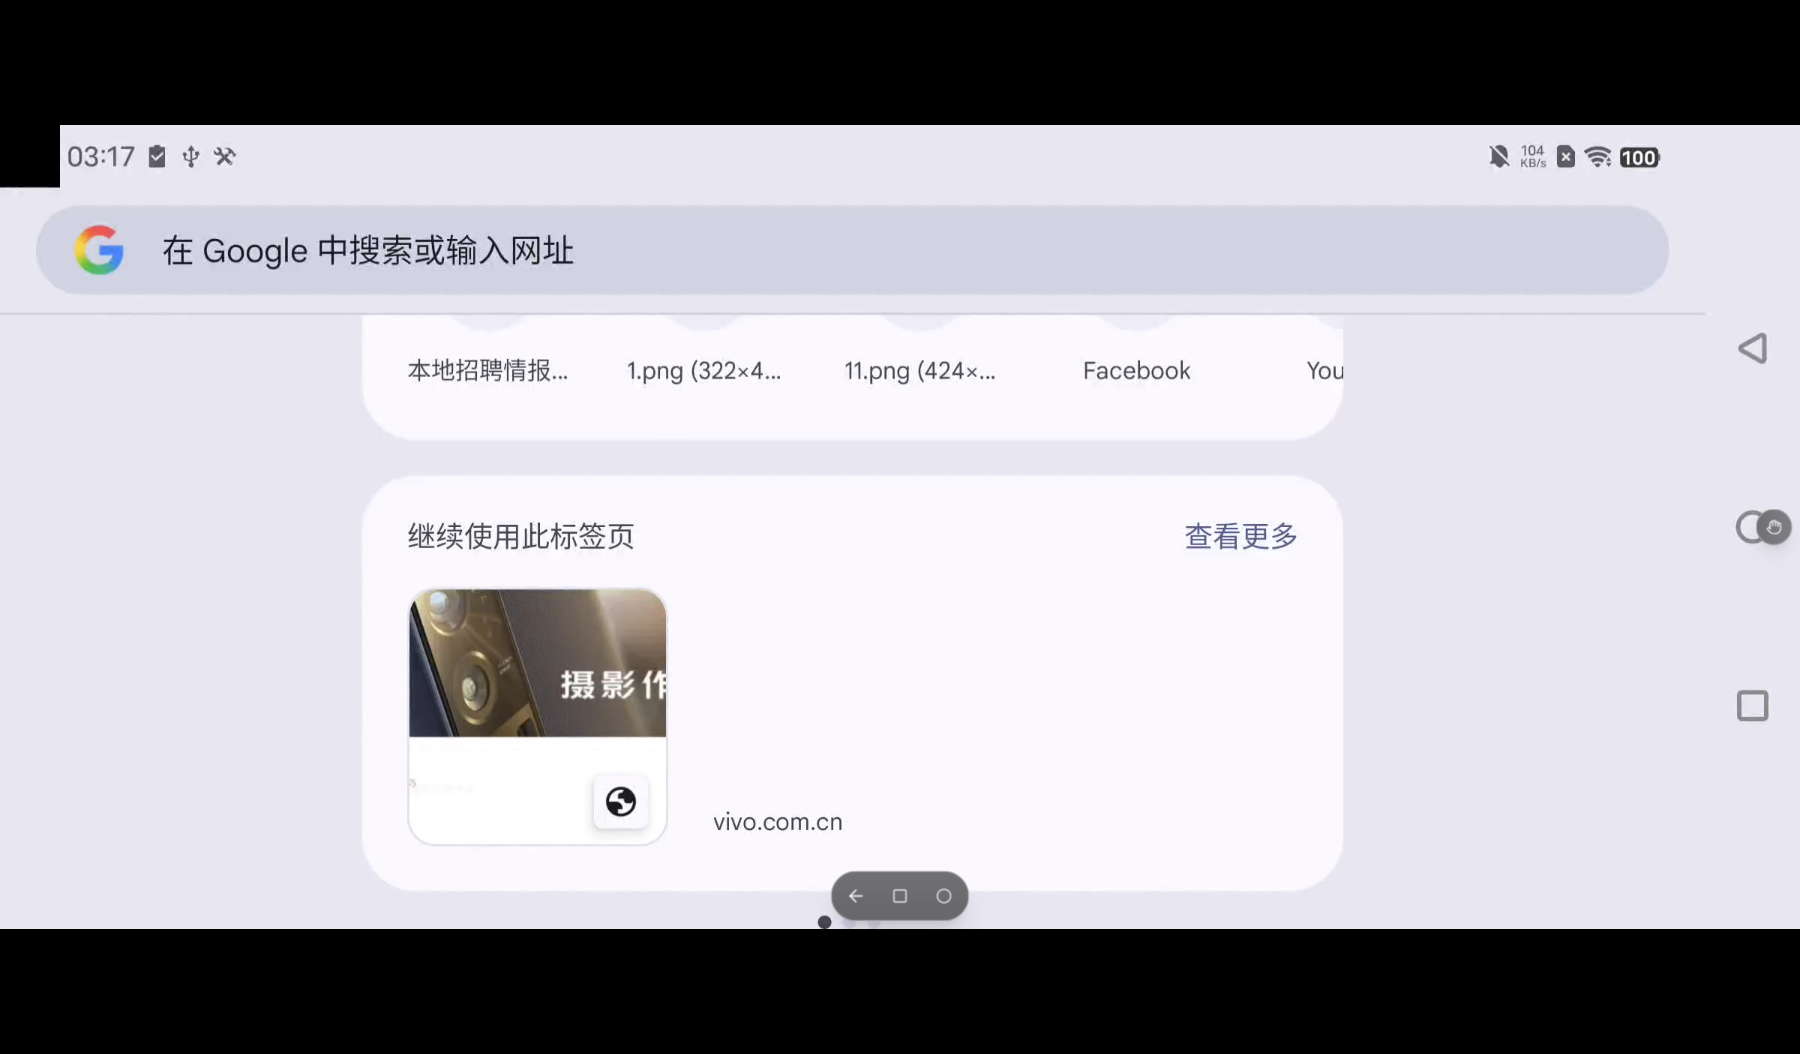 03:17
104
KB/s
100
在 Google 中搜索或输入网址
本地招聘情报...
1.png (322×4...
11.png (424×...
Facebook
You
继续使用此标签页
查看更多
摄影作
vivo.com.cn